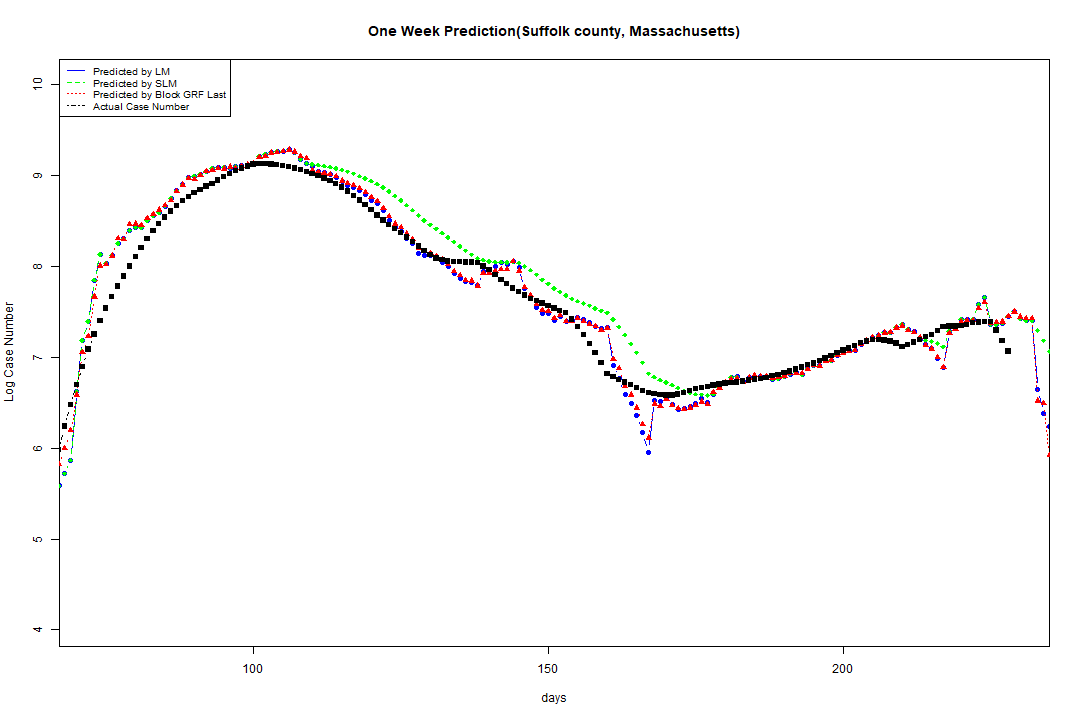 One Week Prediction(Suffolk county, Massachusetts)
Predicted by LM
Predicted by SLM
Predicted by Block GRF Last
Actual Case Number
10
9
8
7
6
5
4
Log Case Number
100
150
200
days